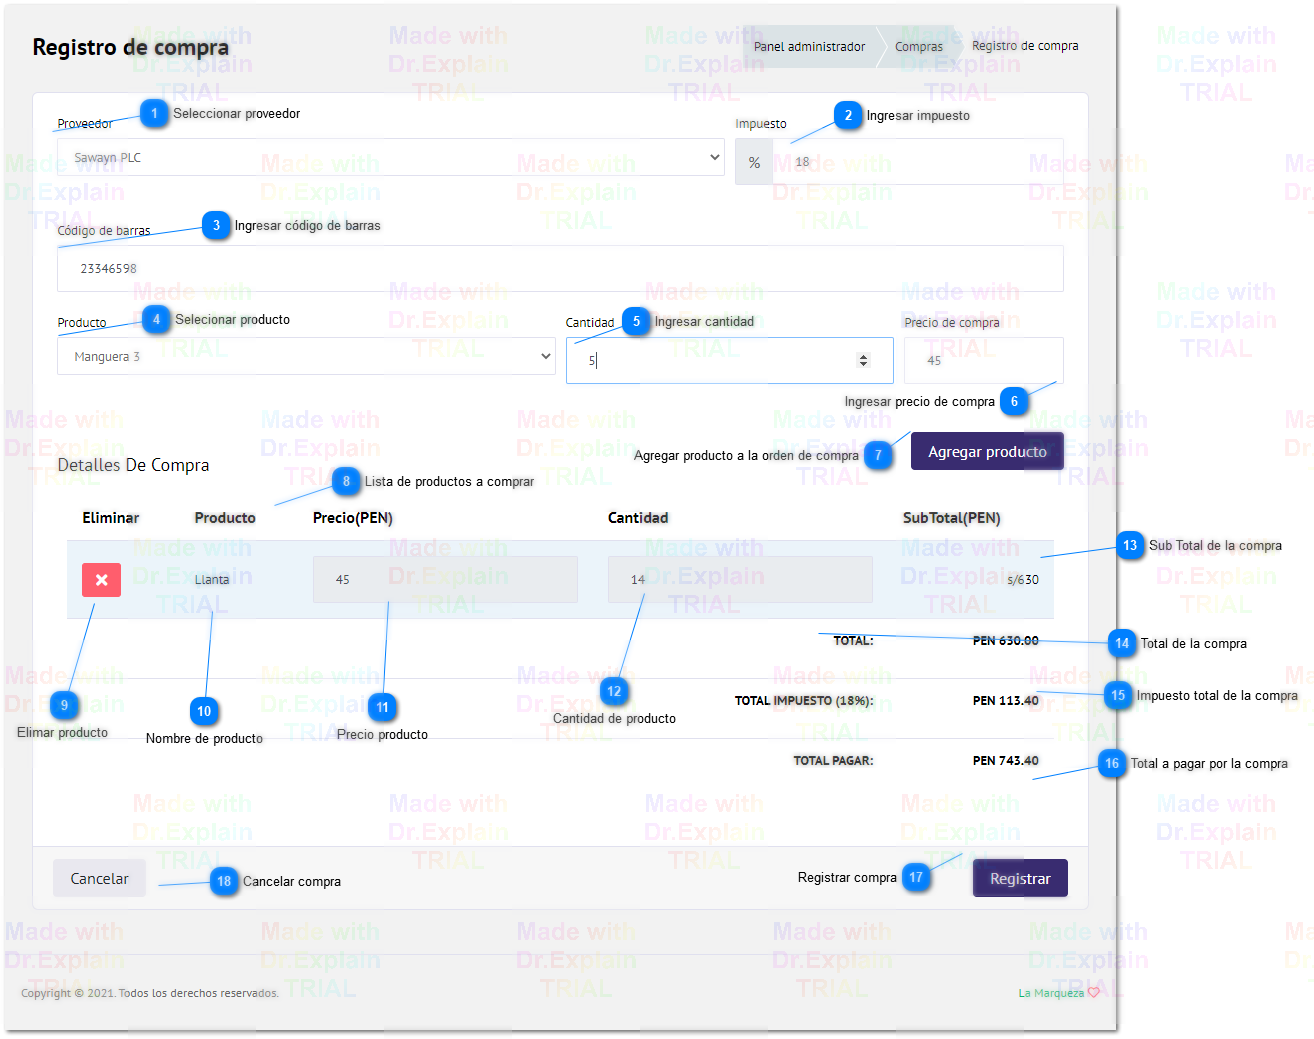 Registro de compra
Panel administrador
Compras
Registro de compra
Proveedor
1 Seleccionar proveedor
Impuesto
2 Ingresar impuesto
Sawayn PLC
% 18
Código de barras
3 Ingresar código de barras
23346598
Producto
4 Selecionar producto
Cantidad
5 Ingresar cantidad
Precio de compra
Manguera 3
5
45
Ingresar precio de compra 6
Agregar producto a la orden de compra 7
Agregar producto
Detalles De Compra
8 Lista de productos a comprar
Eliminar Producto Precio(PEN) Cantidad SubTotal(PEN)
13 Sub Total de la compra
Llanta 45 14 s/630
TOTAL: PEN 630.00
14 Total de la compra
9
Elimar producto
10
Nombre de producto
11
Precio producto
12
Cantidad de producto
TOTAL IMPUESTO (18%): PEN 113.40
15 Impuesto total de la compra
TOTAL PAGAR: PEN 743.40
16 Total a pagar por la compra
Cancelar
18 Cancelar compra
Registrar compra 17
Registrar
Copyright © 2021. Todos los derechos reservados.
La Marqueza
Made with
Dr.Explain
TRIAL